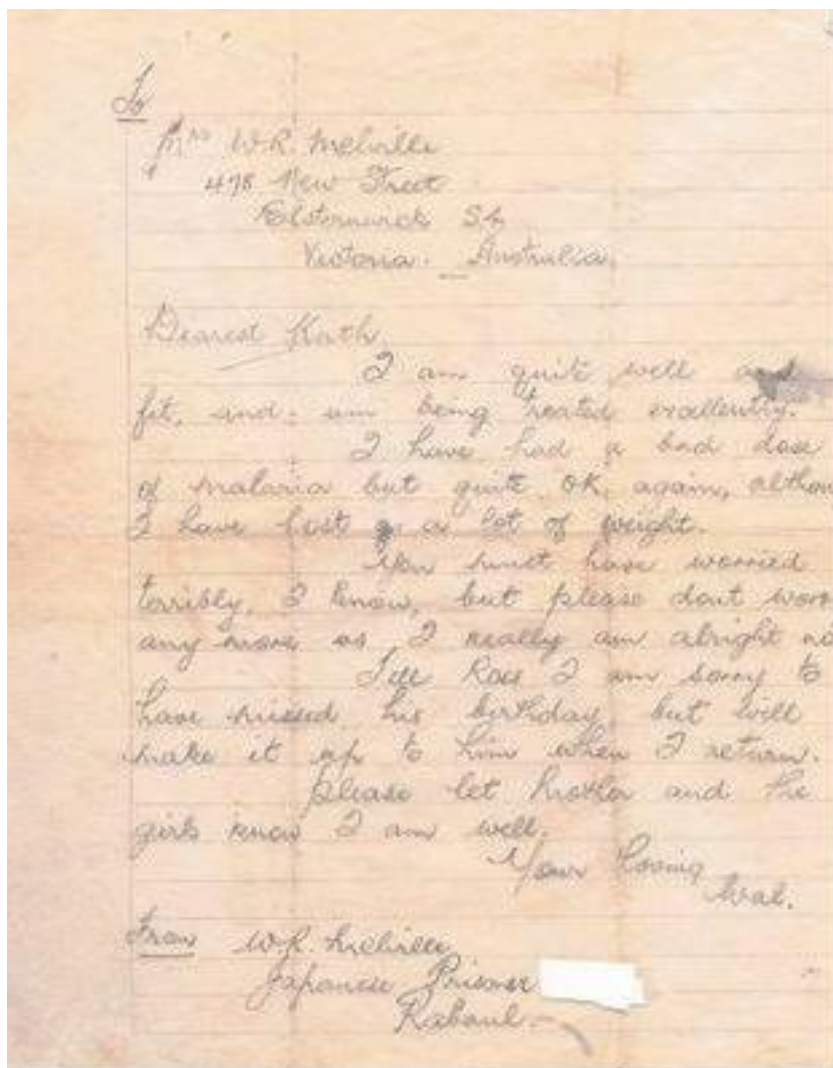 To
Mrs W.R. Melville
478 New Street
Elsternwick S4
Victoria. _ Australia.
Dearest Kath,
I am quite well and
fit, and am being treated excellently.
I have had a bad dose
of malaria but quite OK, again, althou
I have lost a lot of weight.
You must have worried
terribly, I know, but please dont worr
any more as I really am alright no
Tell Ross I am sorry to
have missed his birthday but will
make it up to him when I return.
Please let Mother and the
girls know I am well.
Your Loving
Wal.
From W.R. Melville
Japanese Prisoner
Rabaul.